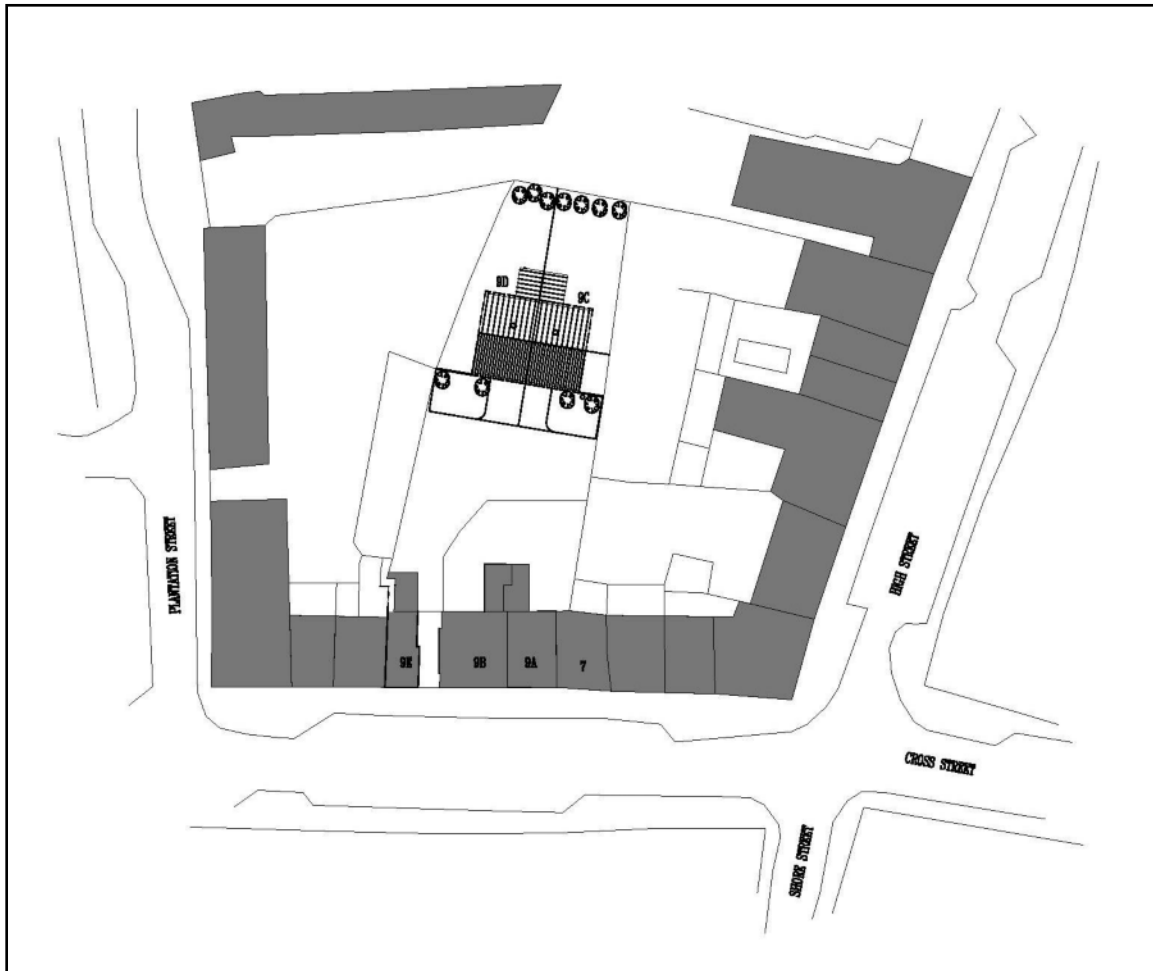 9D
9C
PLANTATION STREET
HIGH STREET
9E
9B
9A
7
CROSS STREET
SHORE STREET